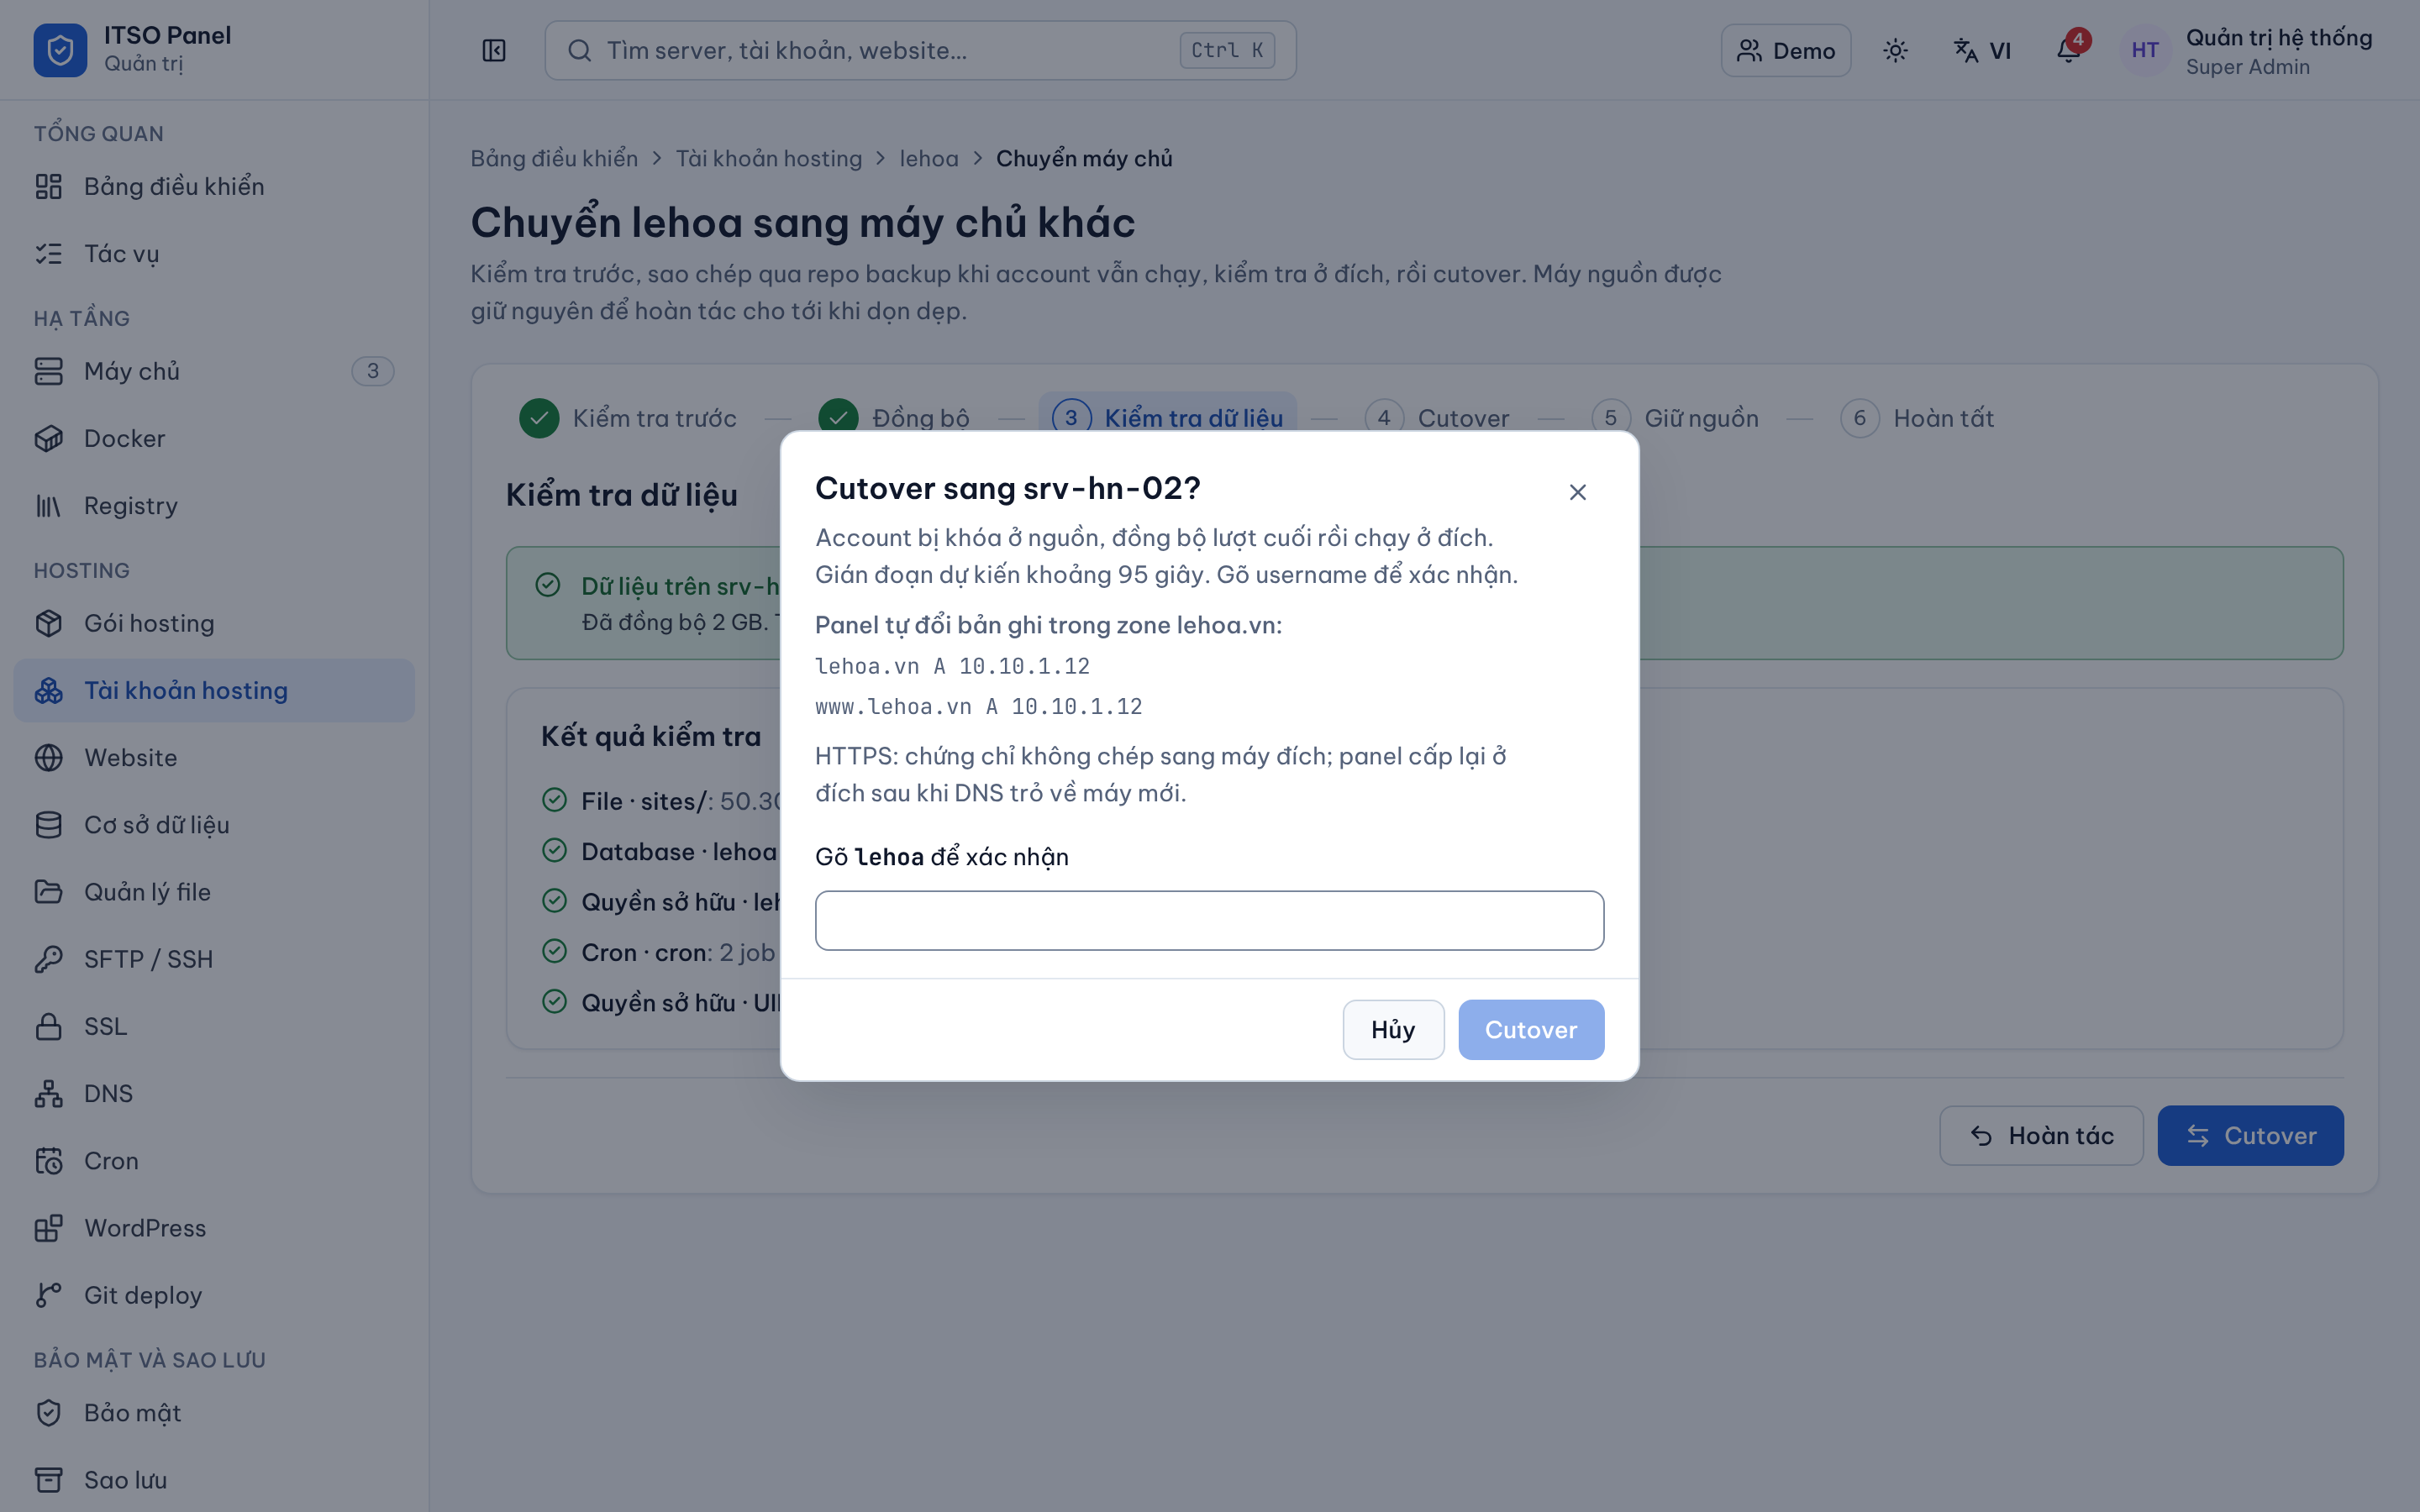 ITSO Panel
Quản trị
Tìm server, tài khoản, website...
Ctrl K
Demo
VI
4
HT
Quản trị hệ thống
Super Admin
TỔNG QUAN
Bảng điều khiển
Tác vụ
HẠ TẦNG
Máy chủ
3
Docker
Registry
HOSTING
Gói hosting
Tài khoản hosting
Website
Cơ sở dữ liệu
Quản lý file
SFTP / SSH
SSL
DNS
Cron
WordPress
Git deploy
BẢO MẬT VÀ SAO LƯU
Bảo mật
Sao lưu
Bảng điều khiển > Tài khoản hosting > lehoa > Chuyển máy chủ
Chuyển lehoa sang máy chủ khác
Kiểm tra trước, sao chép qua repo backup khi account vẫn chạy, kiểm tra ở đích, rồi cutover. Máy nguồn được
giữ nguyên để hoàn tác cho tới khi dọn dẹp.
Kiểm tra trước
Đồng bộ
3 Kiểm tra dữ liệu
4 Cutover
5 Giữ nguồn
6 Hoàn tất
Kiểm tra dữ liệu
Dữ liệu trên srv-h
Đã đồng bộ 2 GB.
Kết quả kiểm tra
File · sites/: 50.30
Database · lehoa
Quyền sở hữu · leh
Cron · cron: 2 job
Quyền sở hữu · UI
Hoàn tác
Cutover
Cutover sang srv-hn-02?
Account bị khóa ở nguồn, đồng bộ lượt cuối rồi chạy ở đích.
Gián đoạn dự kiến khoảng 95 giây. Gõ username để xác nhận.
Panel tự đổi bản ghi trong zone lehoa.vn:
lehoa.vn A 10.10.1.12
www.lehoa.vn A 10.10.1.12
HTTPS: chứng chỉ không chép sang máy đích; panel cấp lại ở
đích sau khi DNS trỏ về máy mới.
Gõ lehoa để xác nhận
Hủy
Cutover